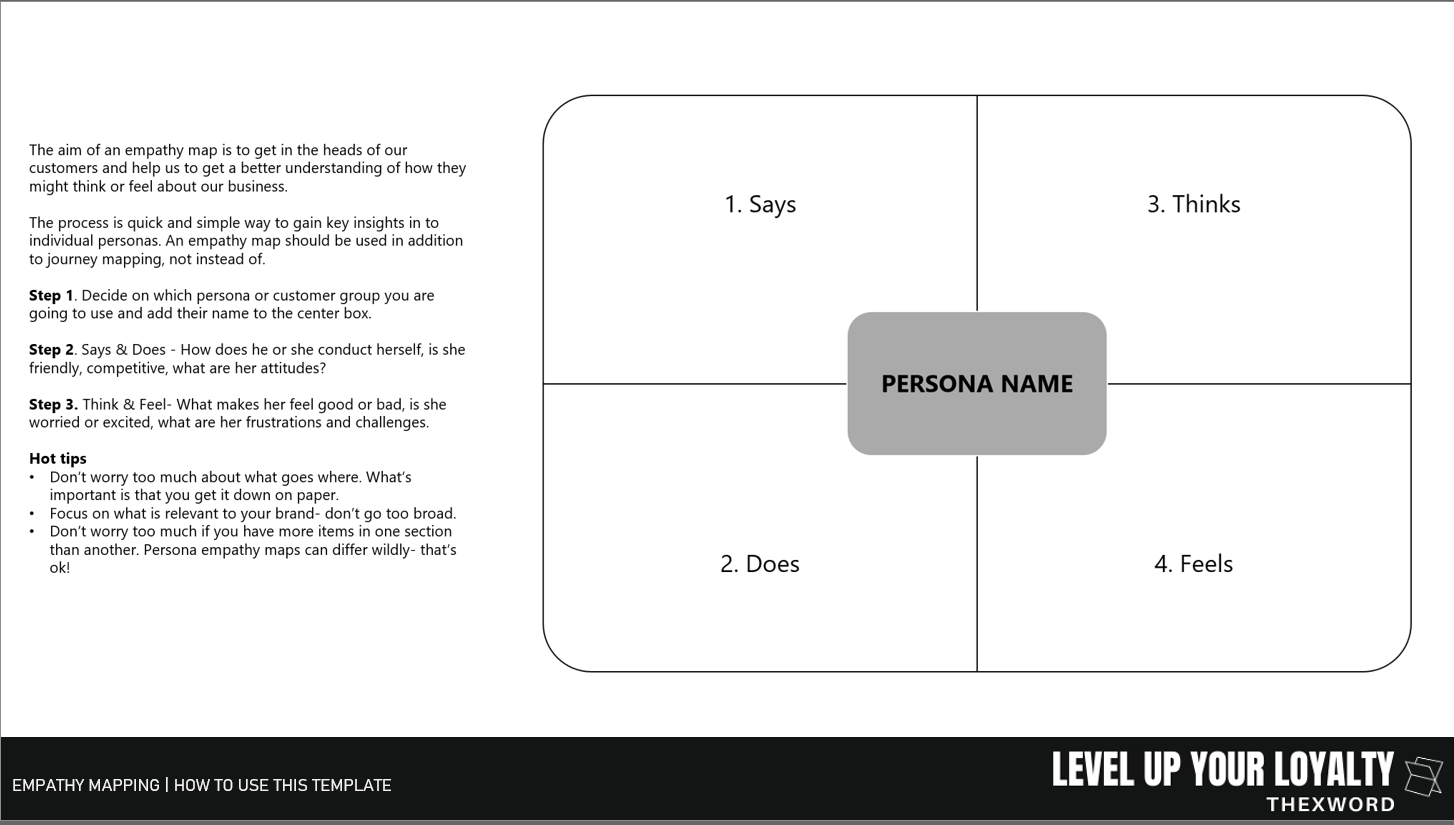 The aim of an empathy map is to get in the heads of our
customers and help us to get a better understanding of how they
might think or feel about our business.
The process is quick and simple way to gain key insights in to
individual personas. An empathy map should be used in addition
to journey mapping, not instead of.
Step 1. Decide on which persona or customer group you are
going to use and add their name to the center box.
Step 2. Says & Does - How does he or she conduct herself, is she
friendly, competitive, what are her attitudes?
Step 3. Think & Feel- What makes her feel good or bad, is she
worried or excited, what are her frustrations and challenges.
Hot tips
• Don't worry too much about what goes where. What's
important is that you get it down on paper.
• Focus on what is relevant to your brand- don't go too broad.
• Don't worry too much if you have more items in one section
than another. Persona empathy maps can differ wildly- that's
ok!
1. Says
3. Thinks
PERSONA NAME
2. Does
4. Feels
EMPATHY MAPPING | HOW TO USE THIS TEMPLATE
LEVEL UP YOUR LOYALTY
THEXWORD